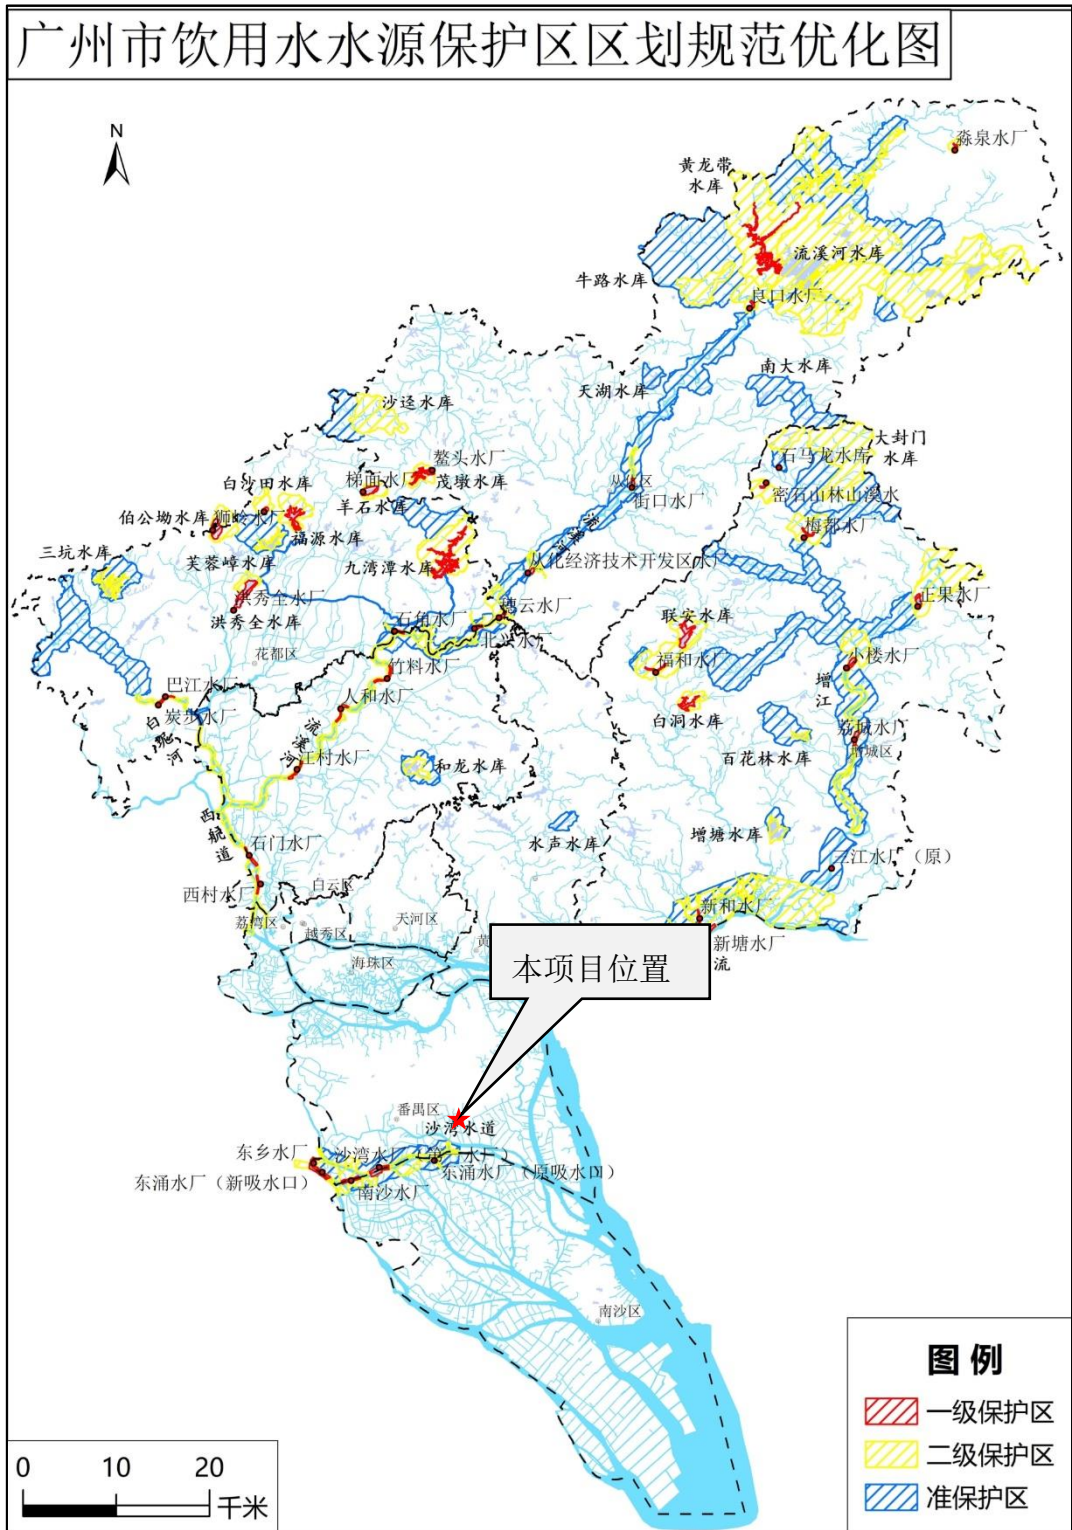 广州市饮用水水源保护区区划规范优化图
N
淼泉水厂
黄龙带
水库
流溪河水库
牛路水库
良口水厂
南大水库
天湖水库
沙迳水库
大封门
水库
石马龙水库
鳌头水厂
梯面水厂
茂墩水库
从化区
街口水厂
密石山林山溪水
白沙田水库
羊石水库
伯公坳水库
狮岭水厂
梅都水厂
福源水库
流溪河
三坑水库
芙蓉嶂水库
九湾潭水库
从化经济技术开发区水厂
洪秀全水厂
正果水厂
洪秀全水库
穗云水厂
石角水厂
联安水库
北兴水厂
花都区
福和水厂
小楼水厂
竹料水厂
巴江水厂
增江
人和水厂
白洞水库
炭步水厂
白坭河
流溪河
荔城水厂
增城区
百花林水库
江村水厂
和龙水库
西航道
增塘水库
水声水库
石门水厂
三江水厂（原）
西村水厂
白云区
荔湾区
越秀区
天河区
新和水厂
黄
新塘水厂
流
海珠区
本项目位置
番禺区
沙湾水道
东乡水厂
沙湾水厂
东涌水厂（原吸水口）
东涌水厂（新吸水口）
南沙水厂
南沙区
图例
一级保护区
二级保护区
准保护区
0 10 20
千米